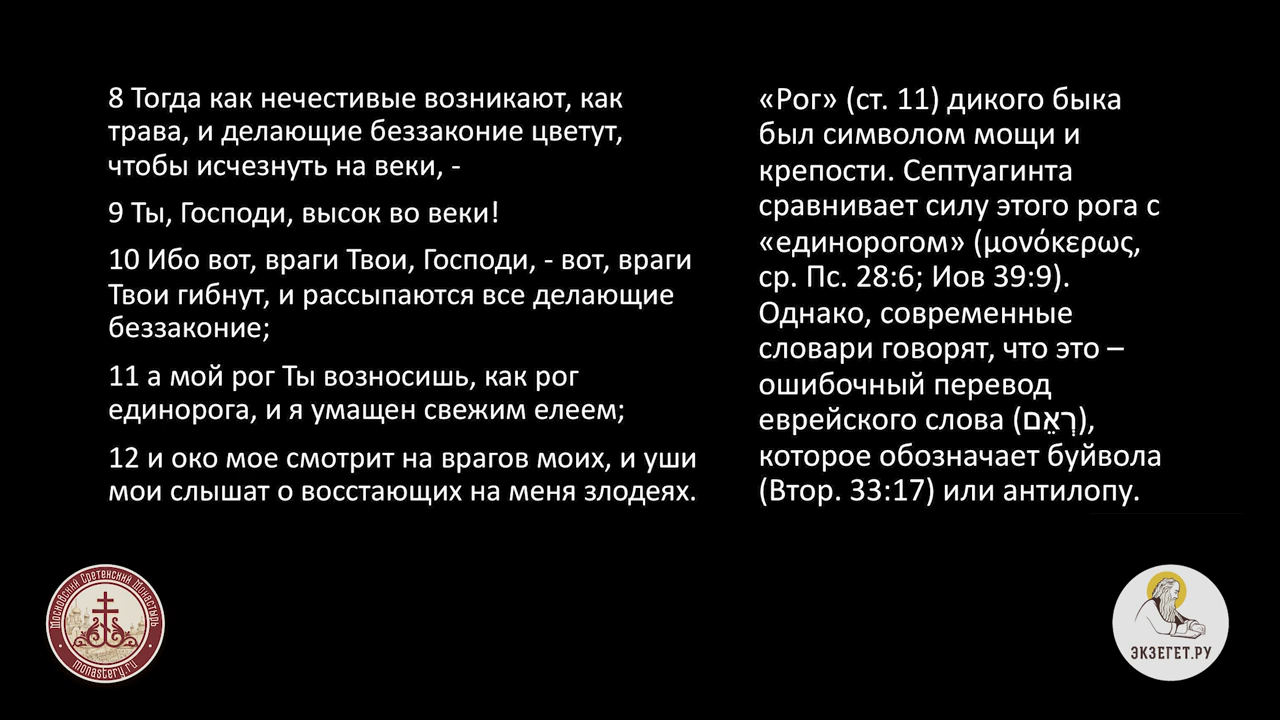 8 Тогда как нечестивые возникают, как
трава, и делающие беззаконие цветут,
чтобы исчезнуть на веки, -
9 Ты, Господи, высок во веки!
10 Ибо вот, враги Твои, Господи, - вот, враги
Твои гибнут, и рассыпаются все делающие
беззаконие;
11 а мой рог Ты возносишь, как рог
единорога, и я умащен свежим елеем;
12 и око мое смотрит на врагов моих, и уши
мои слышат о восстающих на меня злодеях.
«Рог» (ст. 11) дикого быка
был символом мощи и
крепости. Септуагинта
сравнивает силу этого рога с
«единорогом» (μονόκερως,
ср. Пс. 28:6; Иов 39:9).
Однако, современные
словари говорят, что это –
ошибочный перевод
еврейского слова (רְאֵם),
которое обозначает буйвола
(Втор. 33:17) или антилопу.
Московский Сретенский Монастырь
monastery.ru
ЭКЗЕГЕТ.РУ